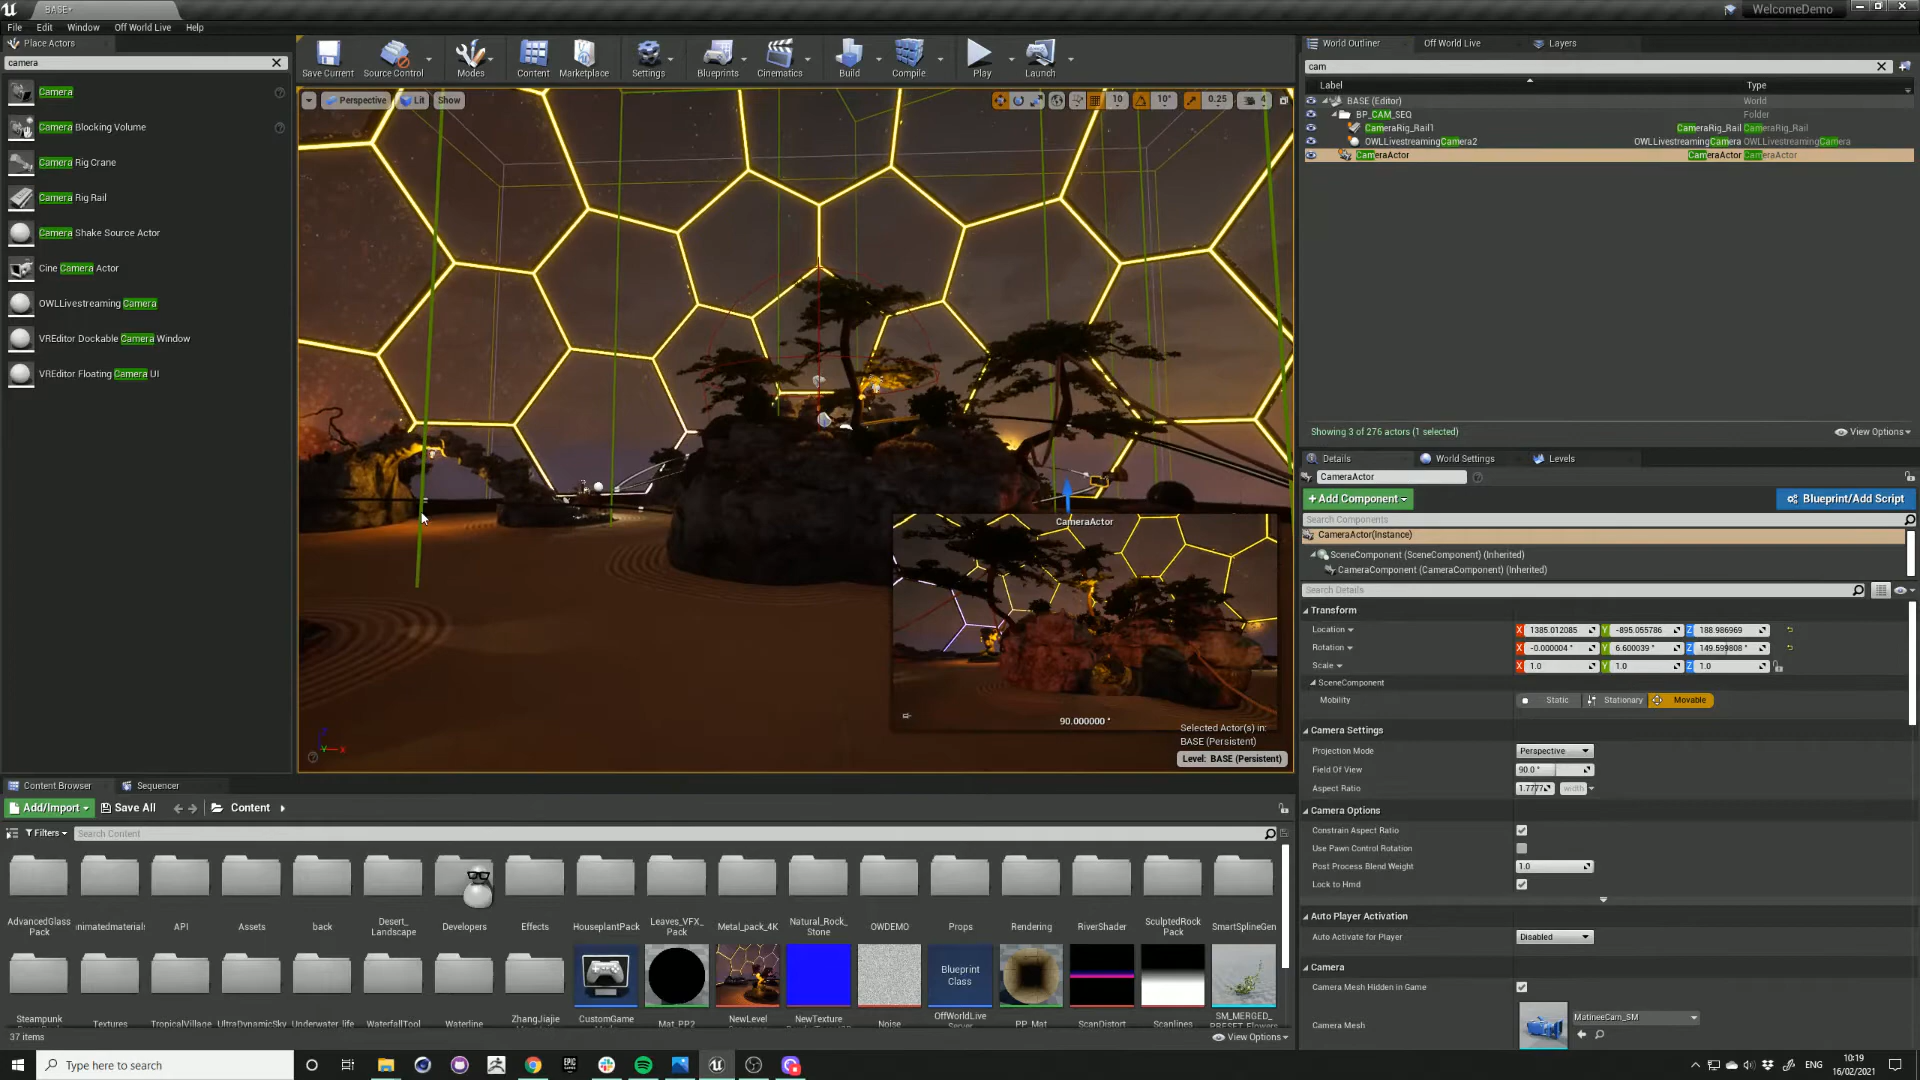 BASE*
WelcomeDemo
File Edit Window Off World Live Help
Place Actors
camera
Camera
Camera Blocking Volume
Camera Rig Crane
Camera Rig Rail
Camera Shake Source Actor
Cine Camera Actor
OWLLivestreaming Camera
VREditor Dockable Camera Window
VREditor Floating Camera UI
Save Current Source Control Modes Content Marketplace Settings Blueprints Cinematics Build Compile Play Launch
Perspective Lit Show 10 10° 0.25 4
CameraActor
90.000000 °
Selected Actor(s) in:
BASE (Persistent)
Level: BASE (Persistent)
World Outliner Off World Live Layers
cam
Label Type
BASE (Editor) World
BP_CAM_SEQ Folder
CameraRig_Rail1 CameraRig_Rail CameraRig_Rail
OWLLivestreamingCamera2 OWLLivestreamingCamera OWLLivestreamingCamera
CameraActor CameraActor CameraActor
Showing 3 of 276 actors (1 selected) View Options
Details World Settings Levels
CameraActor
+ Add Component Blueprint/Add Script
Search Components
CameraActor(Instance)
SceneComponent (SceneComponent) (Inherited)
CameraComponent (CameraComponent) (Inherited)
Search Details
Transform
Location X 1385.012085 Y -895.055786 Z 188.986969
Rotation X -0.000004 ° Y 6.600039 ° Z 149.599808 °
Scale X 1.0 Y 1.0 Z 1.0
SceneComponent
Mobility Static Stationary Movable
Camera Settings
Projection Mode Perspective
Field Of View 90.0 °
Aspect Ratio 1.7777 width
Camera Options
Constrain Aspect Ratio
Use Pawn Control Rotation
Post Process Blend Weight 1.0
Lock to Hmd
Auto Player Activation
Auto Activate for Player Disabled
Camera
Camera Mesh Hidden in Game
Camera Mesh MatineeCam_SM
Content Browser Sequencer
Add/Import Save All Content
Filters Search Content
AdvancedGlass Pack
nimatedmaterials
API
Assets
back
Desert_ Landscape
Developers
Effects
HouseplantPack
Leaves_VFX_ Pack
Metal_pack_4K
Natural_Rock_ Stone
OWDEMO
Props
Rendering
RiverShader
SculptedRock Pack
SmartSplineGen
Steampunk
Textures
TropicalVillage
UltraDynamicSky
Underwater_life
WaterfallTool
Waterline
ZhangJiajie
CustomGame
Mat_PP2
NewLevel
NewTexture
Noise
Blueprint Class
OffWorldLive
PP_Mat
ScanDistort
Scanlines
SM_MERGED_
37 items View Options
Type here to search
ENG
10:19
16/02/2021